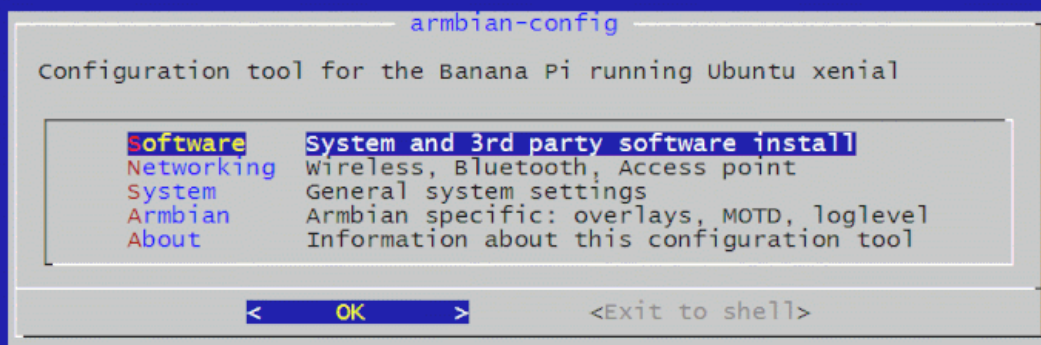 armbian-config
Configuration tool for the Banana Pi running Ubuntu xenial
Software System and 3rd party software install
Networking Wireless, Bluetooth, Access point
System General system settings
Armbian Armbian specific: overlays, MOTD, loglevel
About Information about this configuration tool
< OK > <Exit to shell>